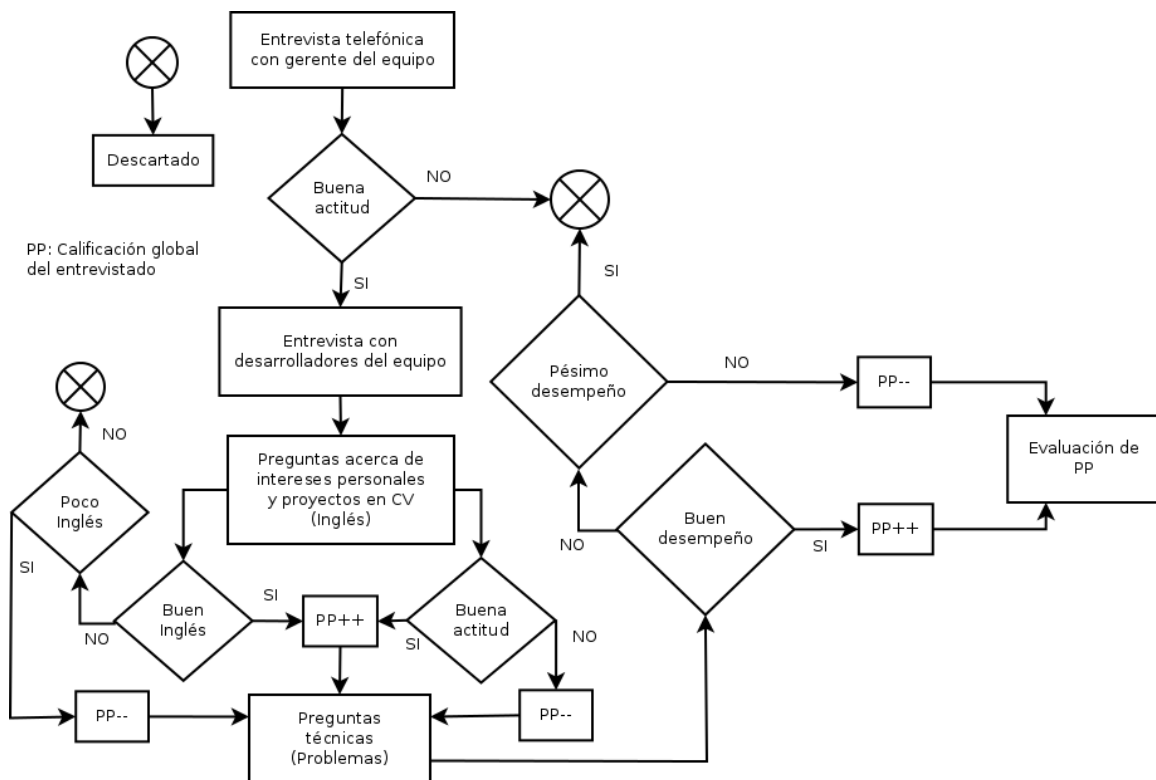 Entrevista telefónica
con gerente del equipo
Descartado
Buena
actitud
NO
PP: Calificación global
del entrevistado
SI
SI
Entrevista con
desarrolladores del equipo
Pésimo
desempeño
NO
PP--
NO
Preguntas acerca de
intereses personales
y proyectos en CV
(Inglés)
Evaluación de
PP
Poco
Inglés
Buen
desempeño
NO
SI
PP++
SI
Buen
Inglés
SI
NO
PP++
Buena
actitud
SI
NO
PP--
Preguntas
técnicas
(Problemas)
PP--